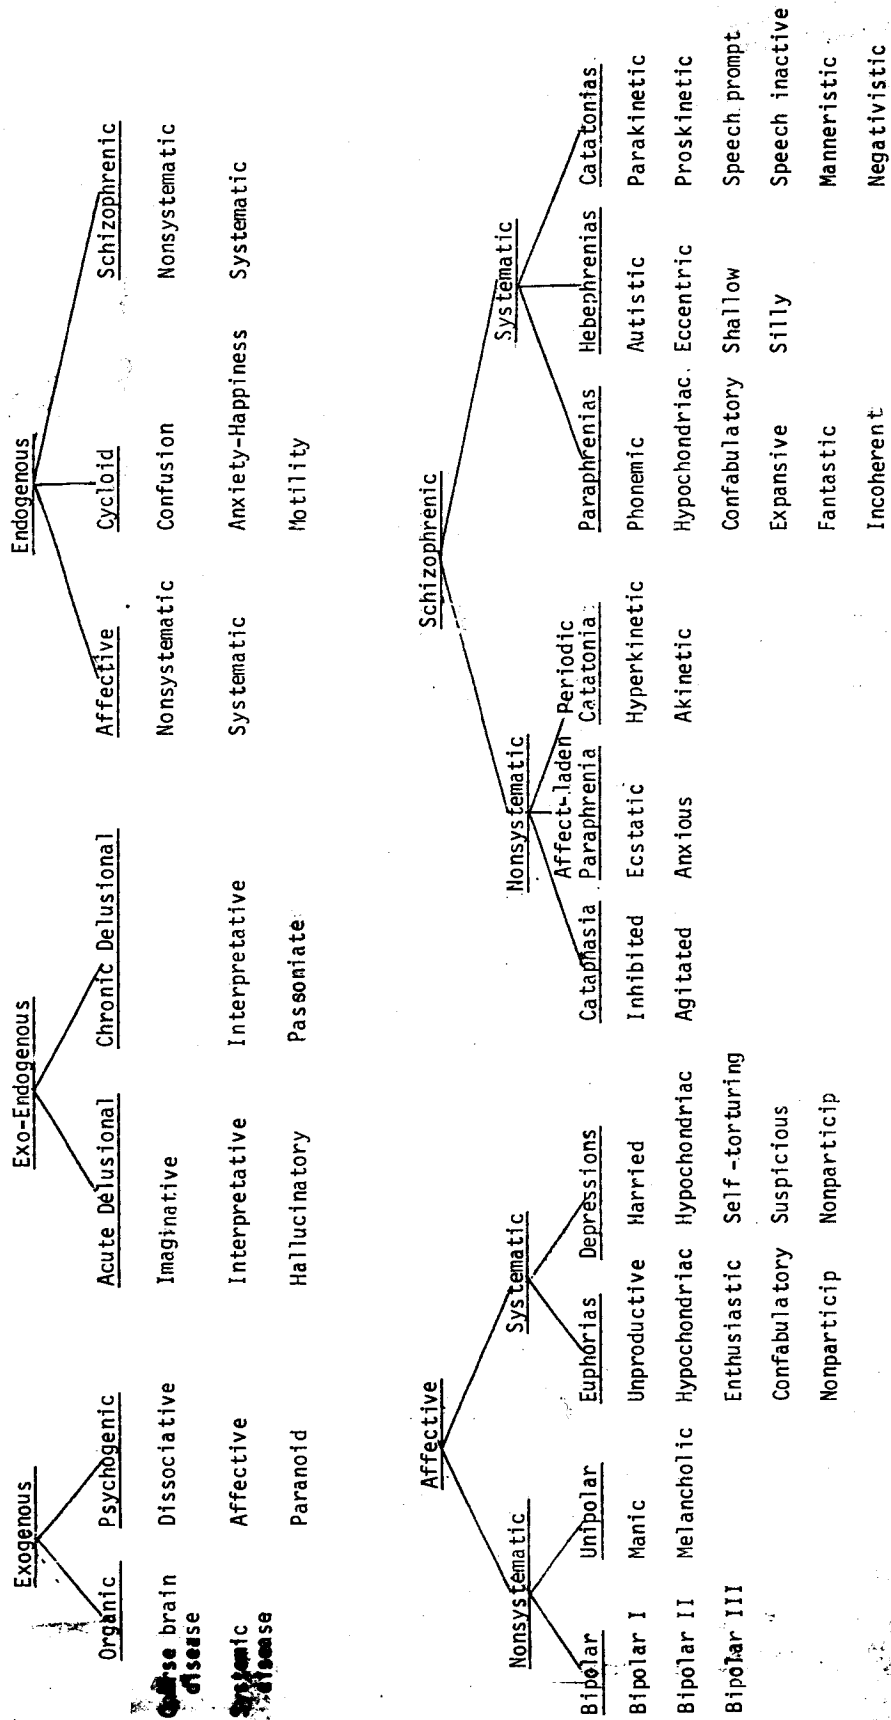 Exogenous Exo-Endogenous Endogenous
Organic Psychogenic Acute Delusional Chronic Delusional Affective Cycloid Schizophrenic
Coarse brain Dissociative Imaginative Nonsystematic Confusion Nonsystematic
disease
Systemic Affective Interpretative Interpretative Systematic Anxiety-Happiness Systematic
disease
Paranoid Hallucinatory Passoniate Motility
Affective Schizophrenic
Nonsystematic Systematic Nonsystematic Systematic
Affect-laden Periodic
Bipolar Unipolar Euphorias Depressions Cataphasia Paraphrenia Catatonia Paraphrenias Hebephrenias Catatonias
Bipolar I Manic Unproductive Harried Inhibited Ecstatic Hyperkinetic Phonemic Autistic Parakinetic
Bipolar II Melancholic Hypochondriac Hypochondriac Agitated Anxious Akinetic Hypochondriac. Eccentric Proskinetic
Bipolar III Enthusiastic Self-torturing Confabulatory Shallow Speech prompt
Confabulatory Suspicious Expansive Silly Speech inactive
Nonparticip Nonparticip Fantastic Manneristic
Incoherent Negativistic